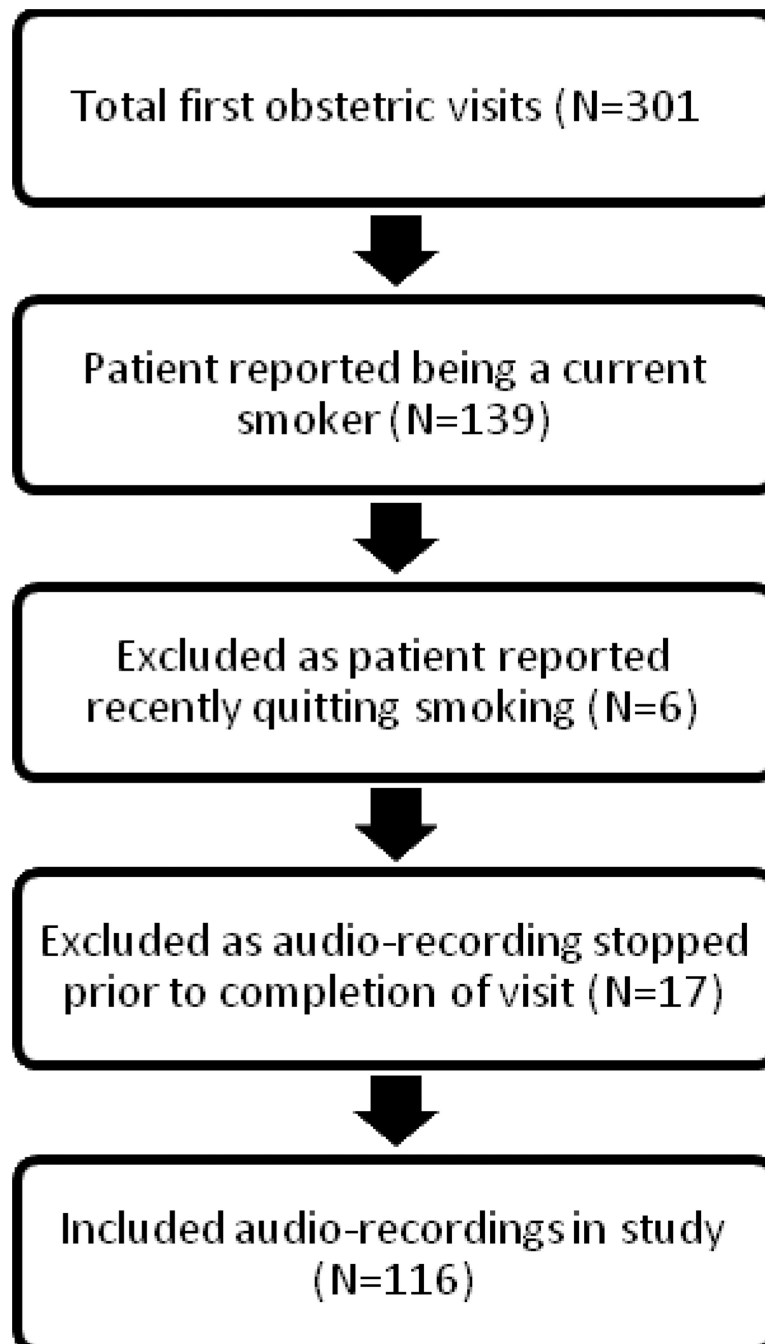 Total first obstetric visits (N=301
Patient reported being a current
smoker (N=139)
Excluded as patient reported
recently quitting smoking (N=6)
Excluded as audio-recording stopped
prior to completion of visit (N=17)
Included audio-recordings in study
(N=116)